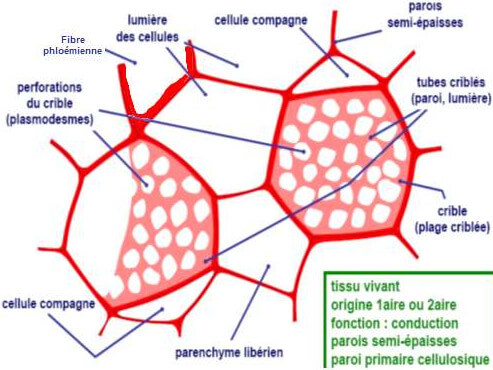 parois
semi-épaisses
cellule compagne
lumière
des cellules
Fibre
phloémienne
perforations
du crible
(plasmodesmes)
tubes criblés
(paroi, lumière)
crible
(plage criblée)
cellule compagne
parenchyme libérien
tissu vivant
origine 1aire ou 2aire
fonction : conduction
parois semi-épaisses
paroi primaire cellulosique